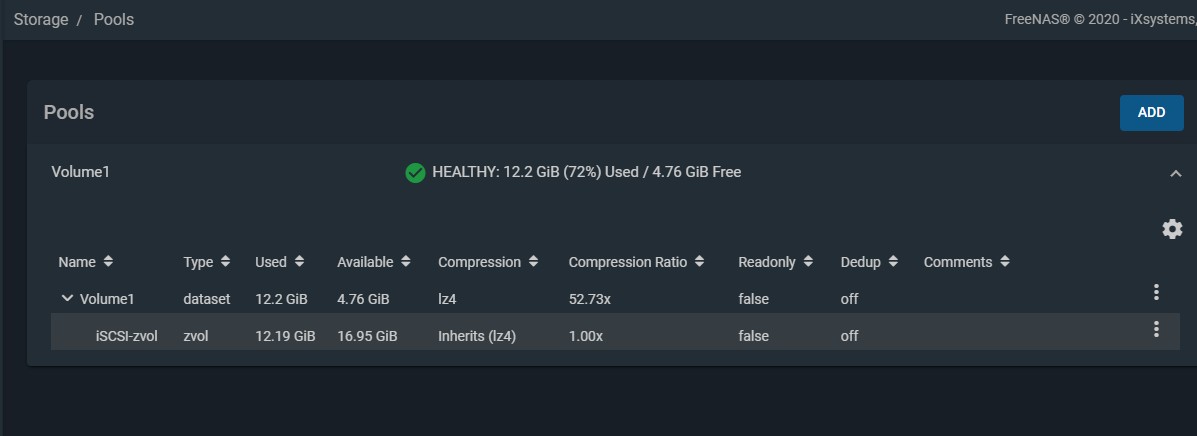 Storage / Pools FreeNAS® © 2020 - iXsystems,
Pools ADD
Volume1 HEALTHY: 12.2 GiB (72%) Used / 4.76 GiB Free
Name Type Used Available Compression Compression Ratio Readonly Dedup Comments
Volume1 dataset 12.2 GiB 4.76 GiB lz4 52.73x false off
iSCSI-zvol zvol 12.19 GiB 16.95 GiB Inherits (lz4) 1.00x false off